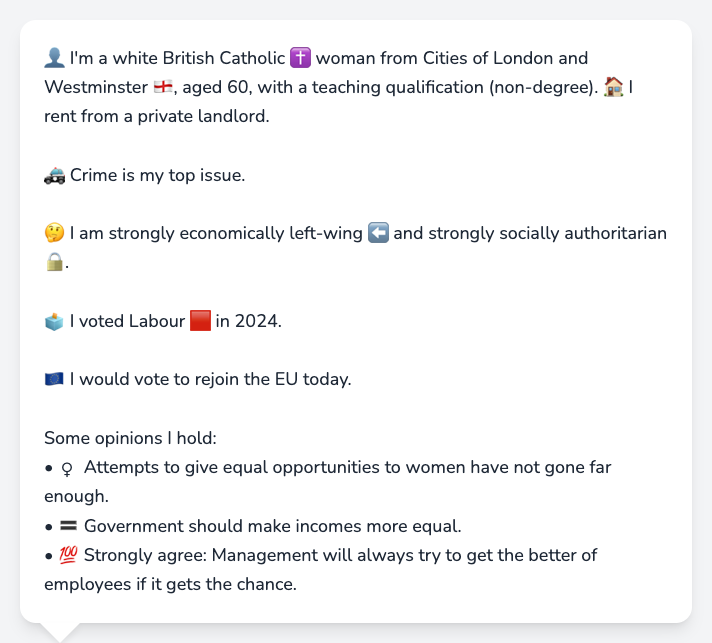 👤 I'm a white British Catholic ✝️ woman from Cities of London and
Westminster 🏴󠁧󠁢󠁥󠁮󠁧󠁿, aged 60, with a teaching qualification (non-degree). 🏠 I
rent from a private landlord.
🚓 Crime is my top issue.
🤔 I am strongly economically left-wing ⬅️ and strongly socially authoritarian
🔒.
🗳️ I voted Labour 🟥 in 2024.
🇪🇺 I would vote to rejoin the EU today.
Some opinions I hold:
• ♀ Attempts to give equal opportunities to women have not gone far
enough.
• 🟰 Government should make incomes more equal.
• 💯 Strongly agree: Management will always try to get the better of
employees if it gets the chance.